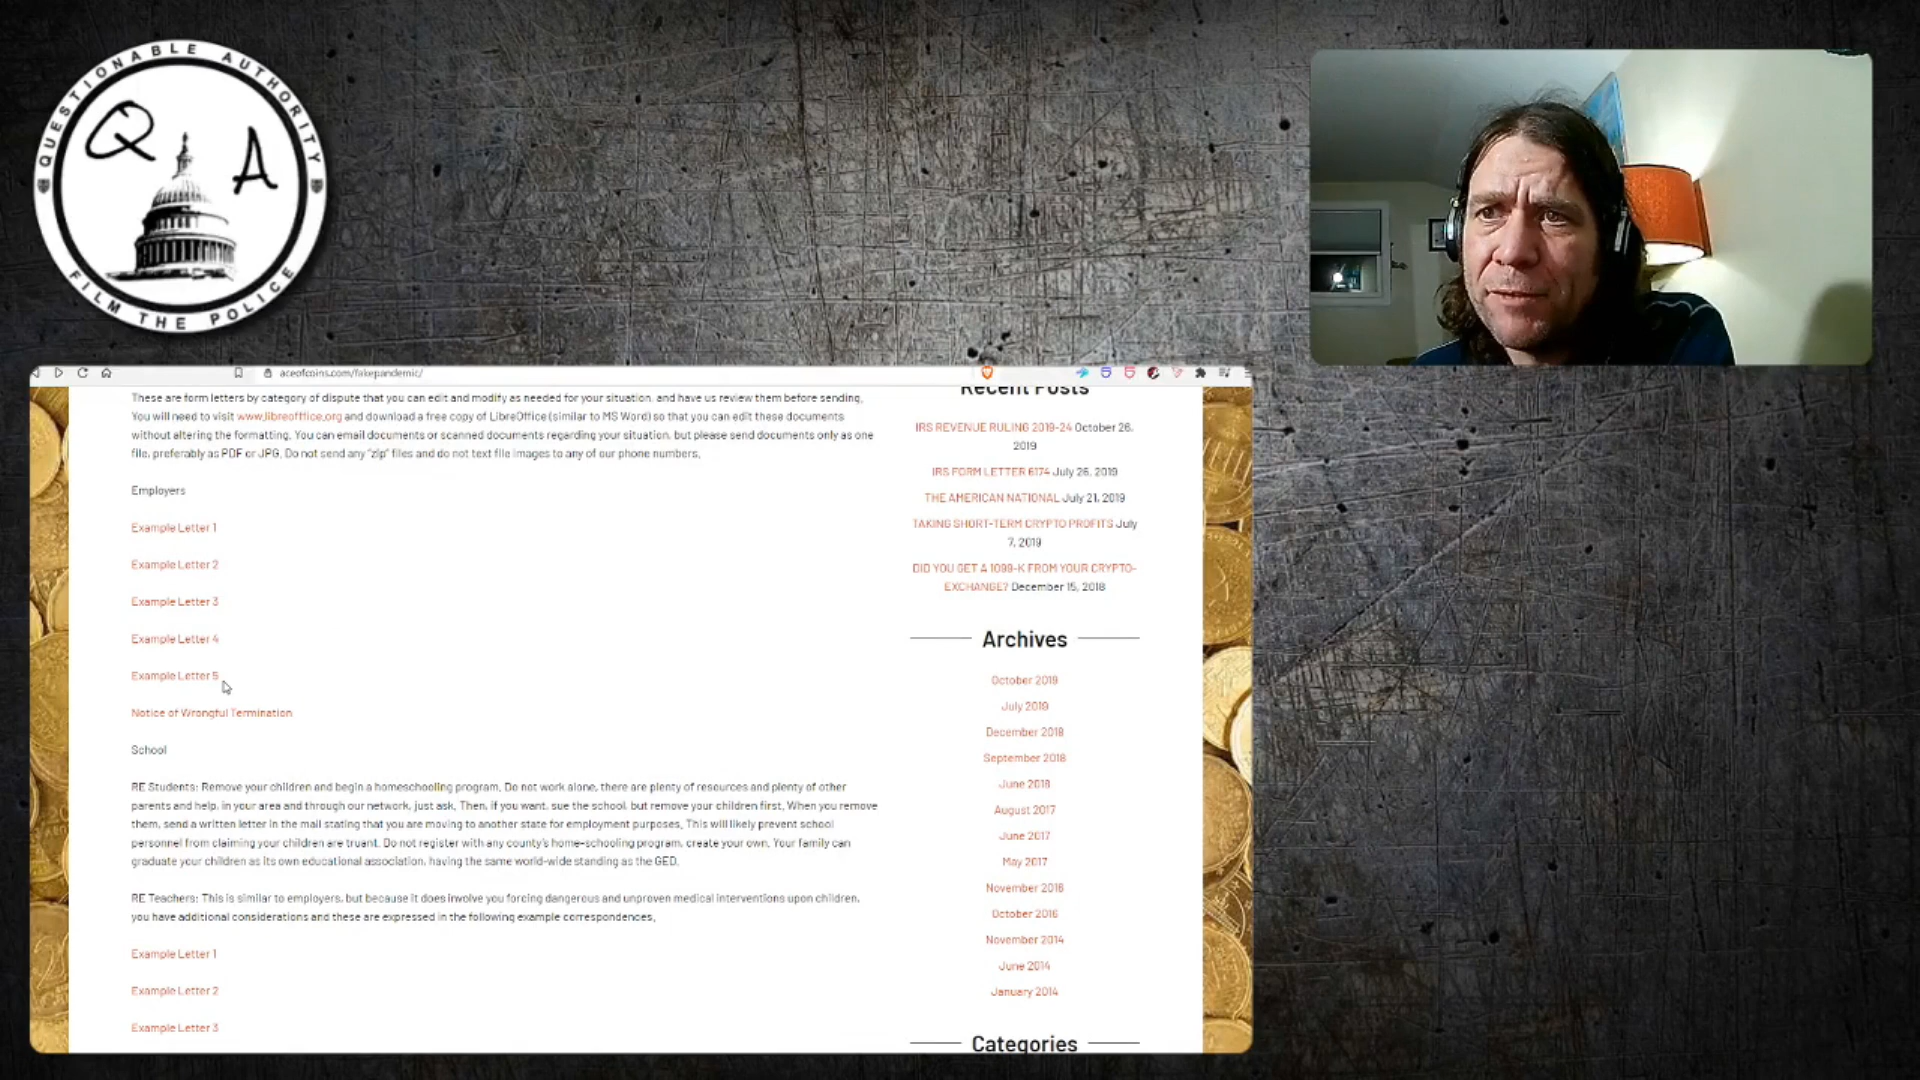 QUESTIONABLE AUTHORITY
Q A
FILM THE POLICE
aceofcoins.com/fakepandemic/
These are form letters by category of dispute that you can edit and modify as needed for your situation, and have us review them before sending.
You will need to visit www.libreofftice.org and download a free copy of LibreOffice (similar to MS Word) so that you can edit these documents
without altering the formatting. You can email documents or scanned documents regarding your situation, but please send documents only as one
file, preferably as PDF or JPG. Do not send any "zip" files and do not text file images to any of our phone numbers.
Employers
Example Letter 1
Example Letter 2
Example Letter 3
Example Letter 4
Example Letter 5
Notice of Wrongful Termination
School
RE Students: Remove your children and begin a homeschooling program. Do not work alone, there are plenty of resources and plenty of other
parents and help, in your area and through our network, just ask. Then, if you want, sue the school, but remove your children first. When you remove
them, send a written letter in the mail stating that you are moving to another state for employment purposes. This will likely prevent school
personnel from claiming your children are truant. Do not register with any county's home-schooling program, create your own. Your family can
graduate your children as its own educational association, having the same world-wide standing as the GED.
RE Teachers: This is similar to employers, but because it does involve you forcing dangerous and unproven medical interventions upon children,
you have additional considerations and these are expressed in the following example correspondences.
Example Letter 1
Example Letter 2
Example Letter 3
Recent Posts
IRS REVENUE RULING 2019-24 October 26,
2019
IRS FORM LETTER 6174 July 26, 2019
THE AMERICAN NATIONAL July 21, 2019
TAKING SHORT-TERM CRYPTO PROFITS July
7, 2019
DID YOU GET A 1099-K FROM YOUR CRYPTO-
EXCHANGE? December 15, 2018
Archives
October 2019
July 2019
December 2018
September 2018
June 2018
August 2017
June 2017
May 2017
November 2016
October 2016
November 2014
June 2014
January 2014
Categories